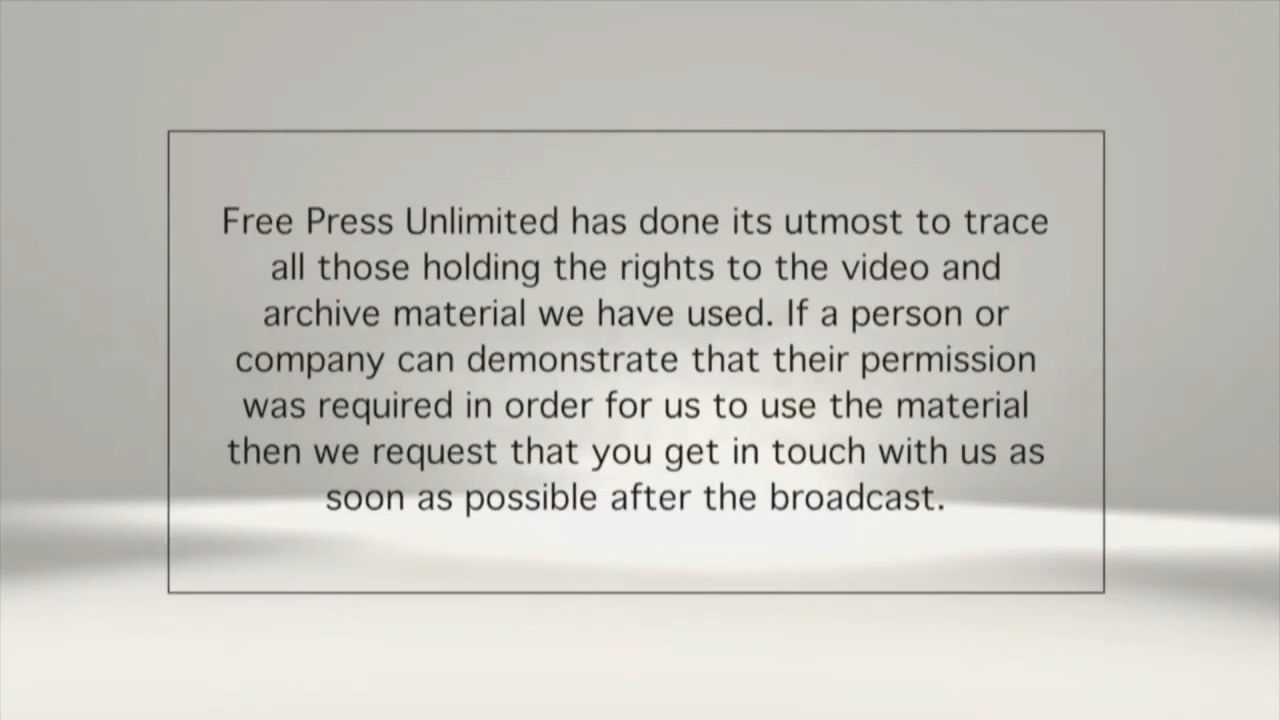 Free Press Unlimited has done its utmost to trace
all those holding the rights to the video and
archive material we have used. If a person or
company can demonstrate that their permission
was required in order for us to use the material
then we request that you get in touch with us as
soon as possible after the broadcast.